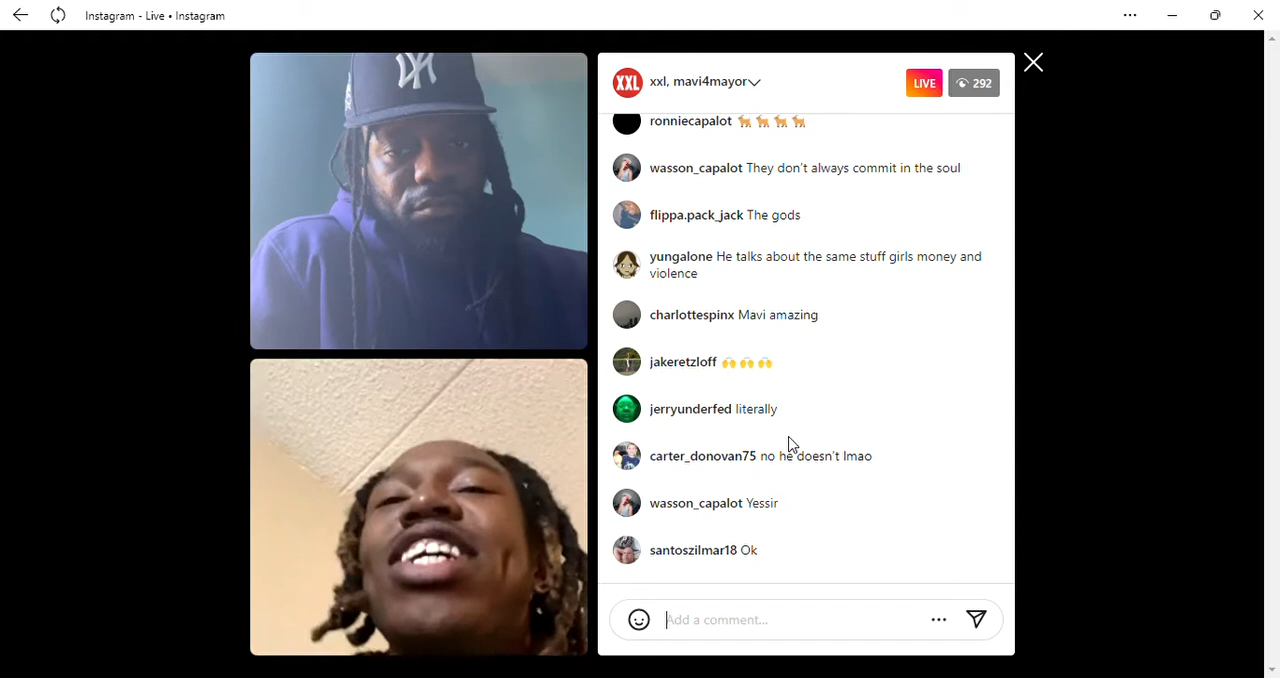 Instagram - Live • Instagram
XXL
xxl, mavi4mayor
LIVE
292
ronniecapalot 🐐 🐐 🐐 🐐
wasson_capalot They don't always commit in the soul
flippa.pack_jack The gods
yungalone He talks about the same stuff girls money and
violence
charlottespinx Mavi amazing
jakeretzloff 🙌 🙌 🙌
jerryunderfed literally
carter_donovan75 no he doesn't lmao
wasson_capalot Yessir
santoszilmar18 Ok
Add a comment...